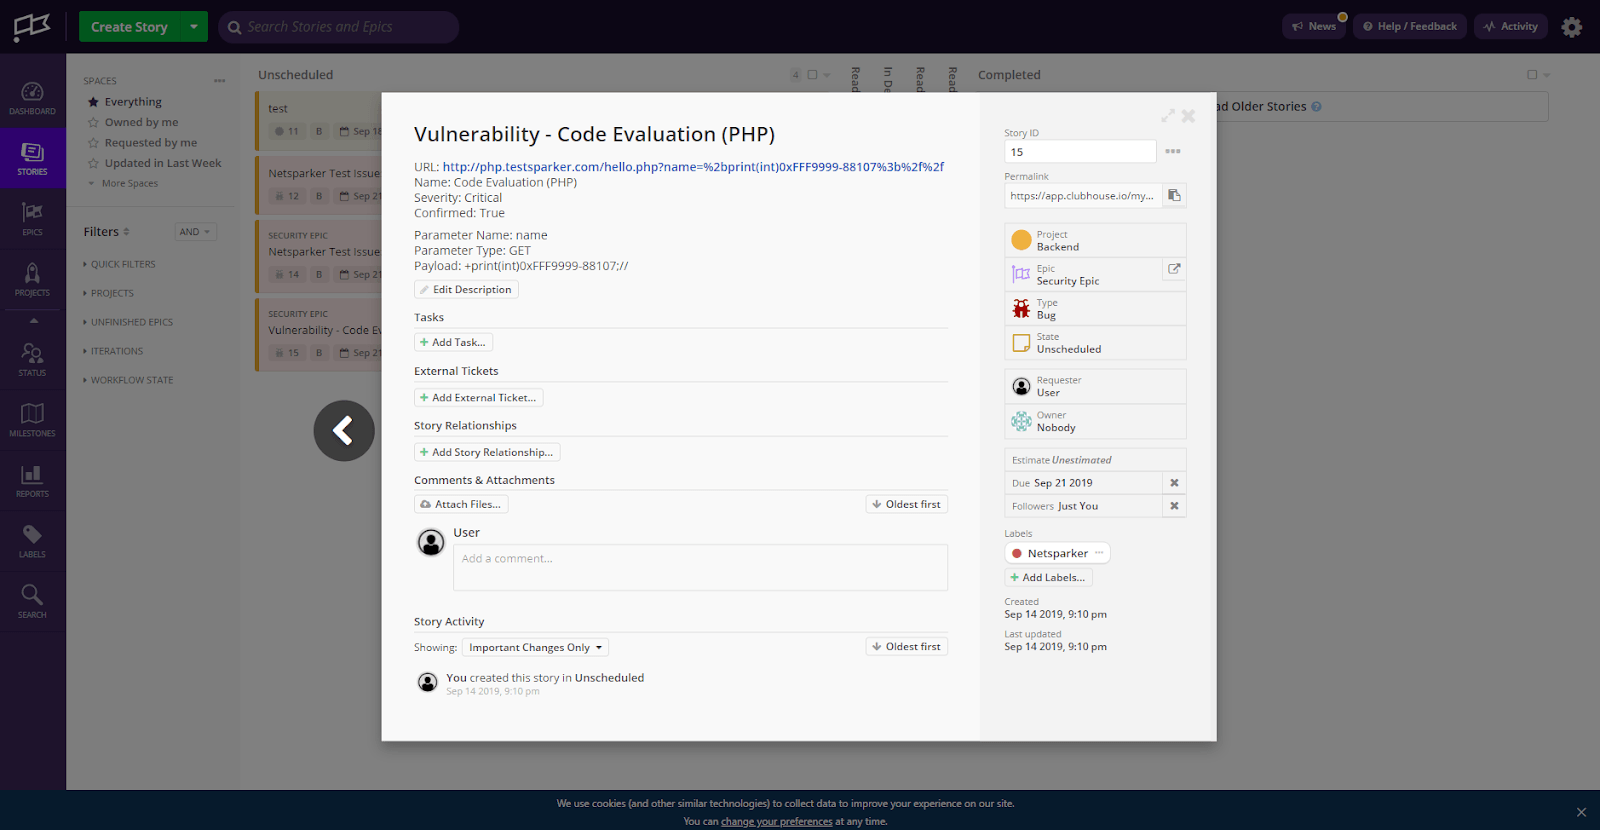 Create Story
Search Stories and Epics
News
Help / Feedback
Activity
DASHBOARD
STORIES
EPICS
PROJECTS
STATUS
MILESTONES
REPORTS
LABELS
SEARCH
SPACES
Everything
Owned by me
Requested by me
Updated in Last Week
More Spaces
Filters
AND
QUICK FILTERS
PROJECTS
UNFINISHED EPICS
ITERATIONS
WORKFLOW STATE
Unscheduled
4
Read
In De
Read
Read
Completed
test
11 B Sep 18
Netsparker Test Issue
12 B Sep 21
SECURITY EPIC
Netsparker Test Issue
14 B Sep 21
SECURITY EPIC
Vulnerability - Code E
15 B Sep 21
ad Older Stories
Vulnerability - Code Evaluation (PHP)
URL: http://php.testsparker.com/hello.php?name=%2bprint(int)0xFFF9999-88107%3b%2f%2f
Name: Code Evaluation (PHP)
Severity: Critical
Confirmed: True
Parameter Name: name
Parameter Type: GET
Payload: +print(int)0xFFF9999-88107;//
Edit Description
Tasks
Add Task...
External Tickets
Add External Ticket...
Story Relationships
Add Story Relationship...
Comments & Attachments
Attach Files...
Oldest first
User
Add a comment...
Story Activity
Showing: Important Changes Only
Oldest first
You created this story in Unscheduled
Sep 14 2019, 9:10 pm
Story ID
15
Permalink
https://app.clubhouse.io/my...
Project
Backend
Epic
Security Epic
Type
Bug
State
Unscheduled
Requester
User
Owner
Nobody
Estimate Unestimated
Due Sep 21 2019
Followers Just You
Labels
Netsparker
Add Labels...
Created
Sep 14 2019, 9:10 pm
Last updated
Sep 14 2019, 9:10 pm
We use cookies (and other similar technologies) to collect data to improve your experience on our site.
You can change your preferences at any time.